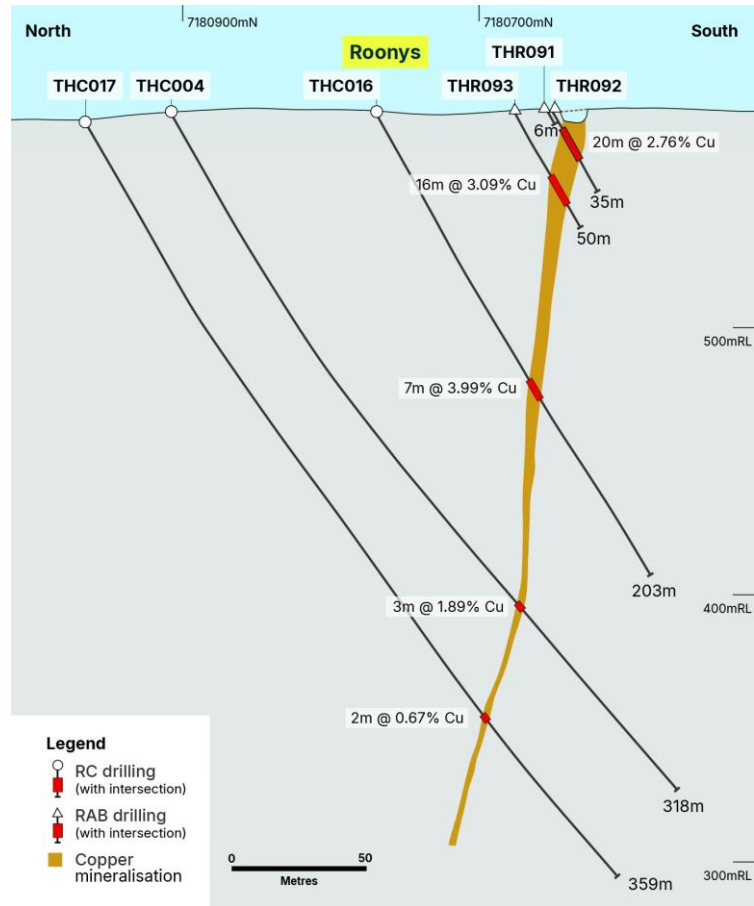 North
7180900mN
7180700mN
South
Roonys
THR091
THC017
THC004
THC016
THR093
THR092
6m
20m @ 2.76% Cu
16m @ 3.09% Cu
35m
50m
500mRL
7m @ 3.99% Cu
203m
400mRL
3m @ 1.89% Cu
2m @ 0.67% Cu
Legend
RC drilling
(with intersection)
RAB drilling
(with intersection)
Copper
mineralisation
0
50
Metres
318m
359m
300mRL